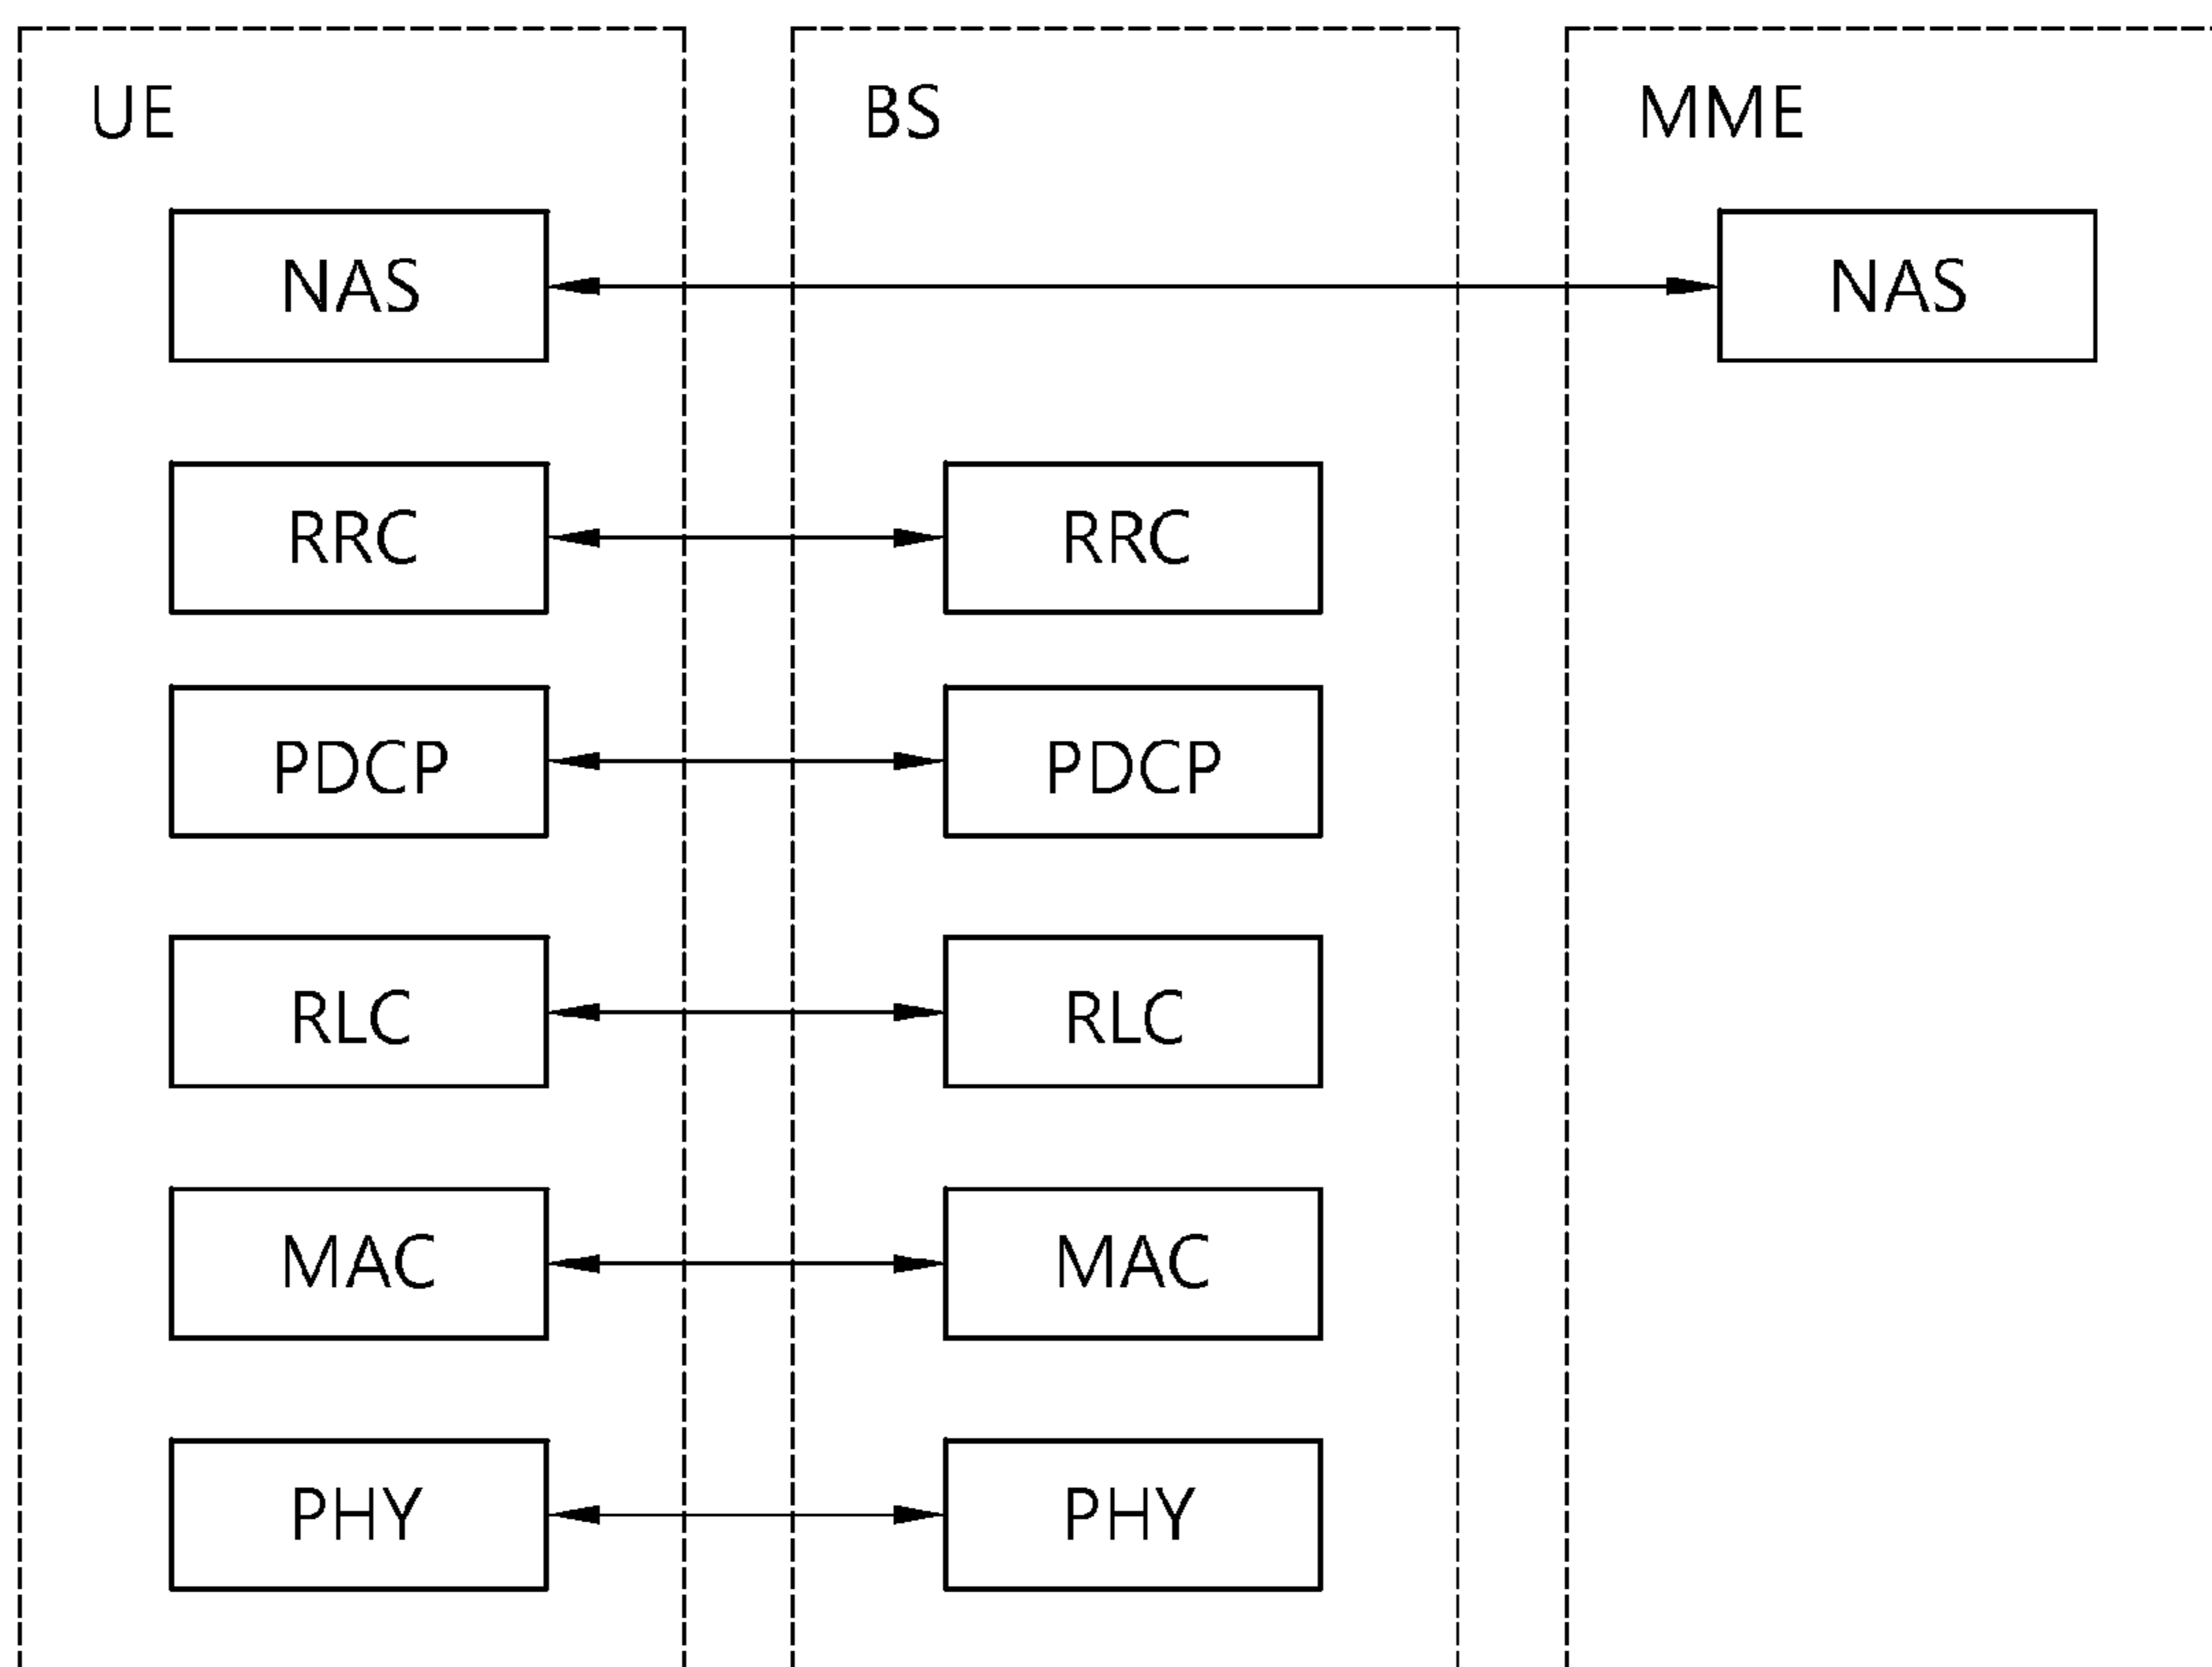 UE BS MME
NAS NAS
RRC RRC
PDCP PDCP
RLC RLC
MAC MAC
PHY PHY